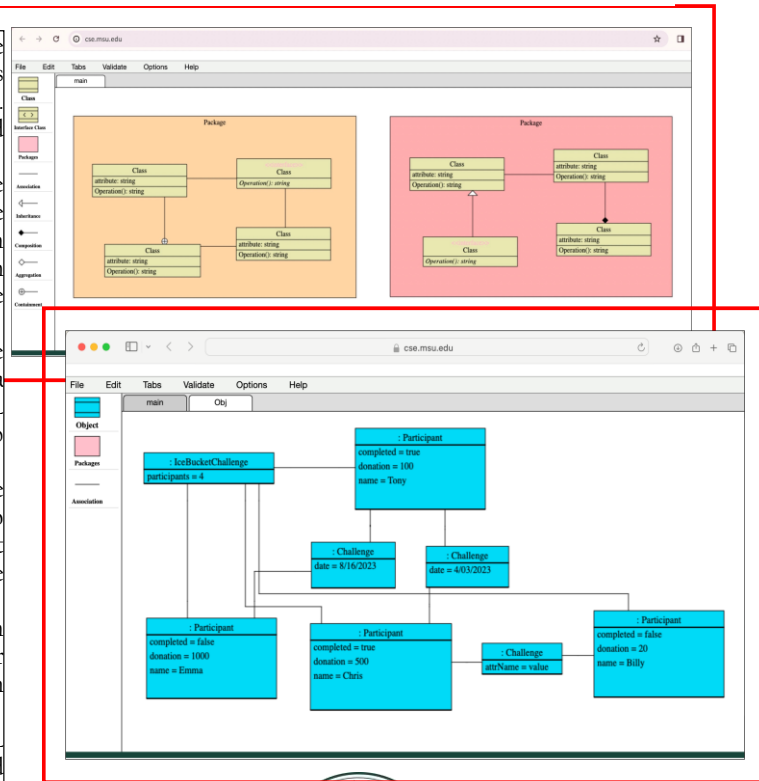 cse.msu.edu
File Edit Tabs Validate Options Help
main
Class
Interface Class
Packages
Association
Inheritance
Composition
Aggregation
Containment
Package
Class
attribute: string
Operation(): string
Class
Operation(): string
Class
attribute: string
Operation(): string
Class
attribute: string
Operation(): string
Package
Class
attribute: string
Operation(): string
Class
attribute: string
Operation(): string
Class
Operation(): string
Class
attribute: string
Operation(): string
cse.msu.edu
File Edit Tabs Validate Options Help
main Obj
Object
Packages
Association
: Participant
completed = true
donation = 100
name = Tony
: IceBucketChallenge
participants = 4
: Challenge
date = 8/16/2023
: Challenge
date = 4/03/2023
: Participant
completed = false
donation = 1000
name = Emma
: Participant
completed = true
donation = 500
name = Chris
: Challenge
attrName = value
: Participant
completed = false
donation = 20
name = Billy